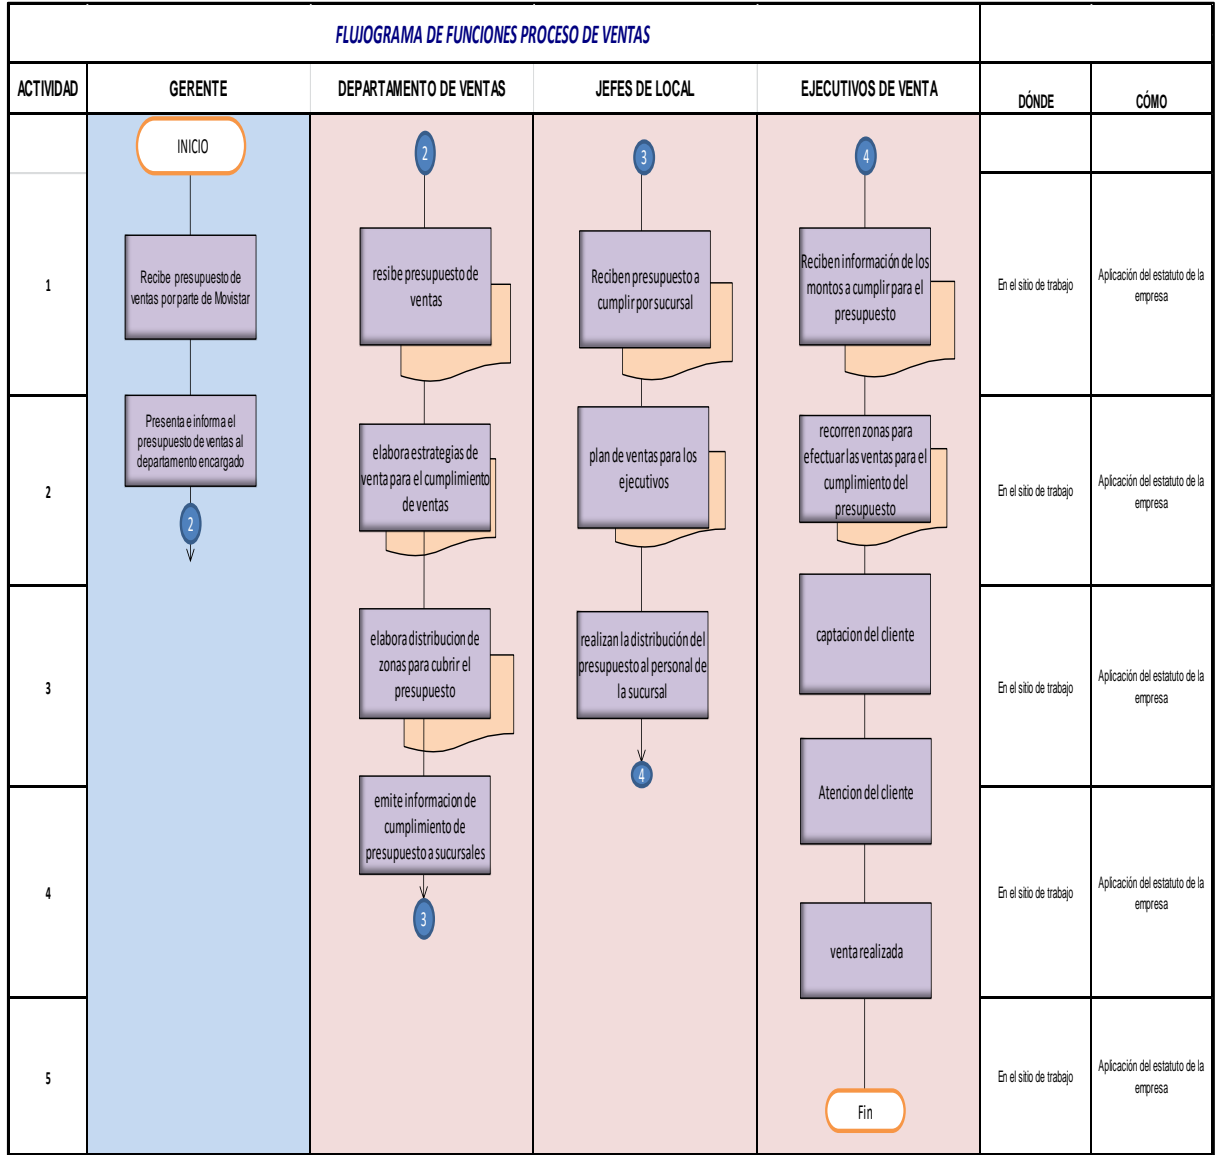 FLUJOGRAMA DE FUNCIONES PROCESO DE VENTAS
ACTIVIDAD
GERENTE
DEPARTAMENTO DE VENTAS
JEFES DE LOCAL
EJECUTIVOS DE VENTA
DÓNDE
CÓMO
INICIO
2
3
4
1
Recibe presupuesto de
ventas por parte de Movistar
resibe presupuesto de
ventas
Reciben presupuesto a
cumplir por sucursal
Reciben información de los
montos a cumplir para el
presupuesto
En el sitio de trabajo
Aplicación del estatuto de la
empresa
2
Presenta e informa el
presupuesto de ventas al
departamento encargado
2
elabora estrategias de
venta para el cumplimiento
de ventas
plan de ventas para los
ejecutivos
recorren zonas para
efectuar las ventas para el
cumplimiento del
presupuesto
En el sitio de trabajo
Aplicación del estatuto de la
empresa
3
elabora distribucion de
zonas para cubrir el
presupuesto
realizan la distribución del
presupuesto al personal de
la sucursal
4
captacion del cliente
En el sitio de trabajo
Aplicación del estatuto de la
empresa
4
emite informacion de
cumplimiento de
presupuesto a sucursales
3
Atencion del cliente
venta realizada
En el sitio de trabajo
Aplicación del estatuto de la
empresa
5
Fin
En el sitio de trabajo
Aplicación del estatuto de la
empresa